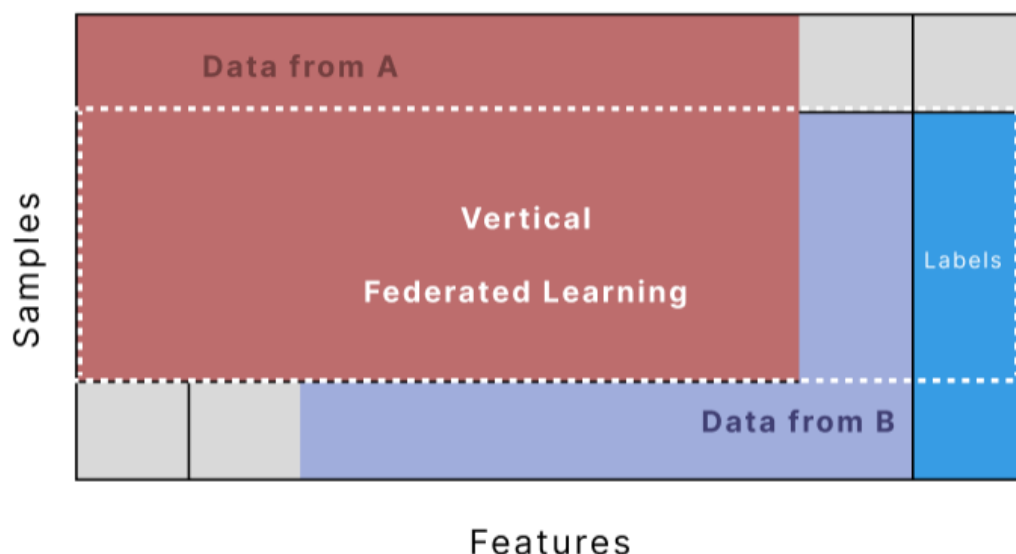 Data from A
Vertical
Federated Learning
Labels
Data from B
Samples
Features